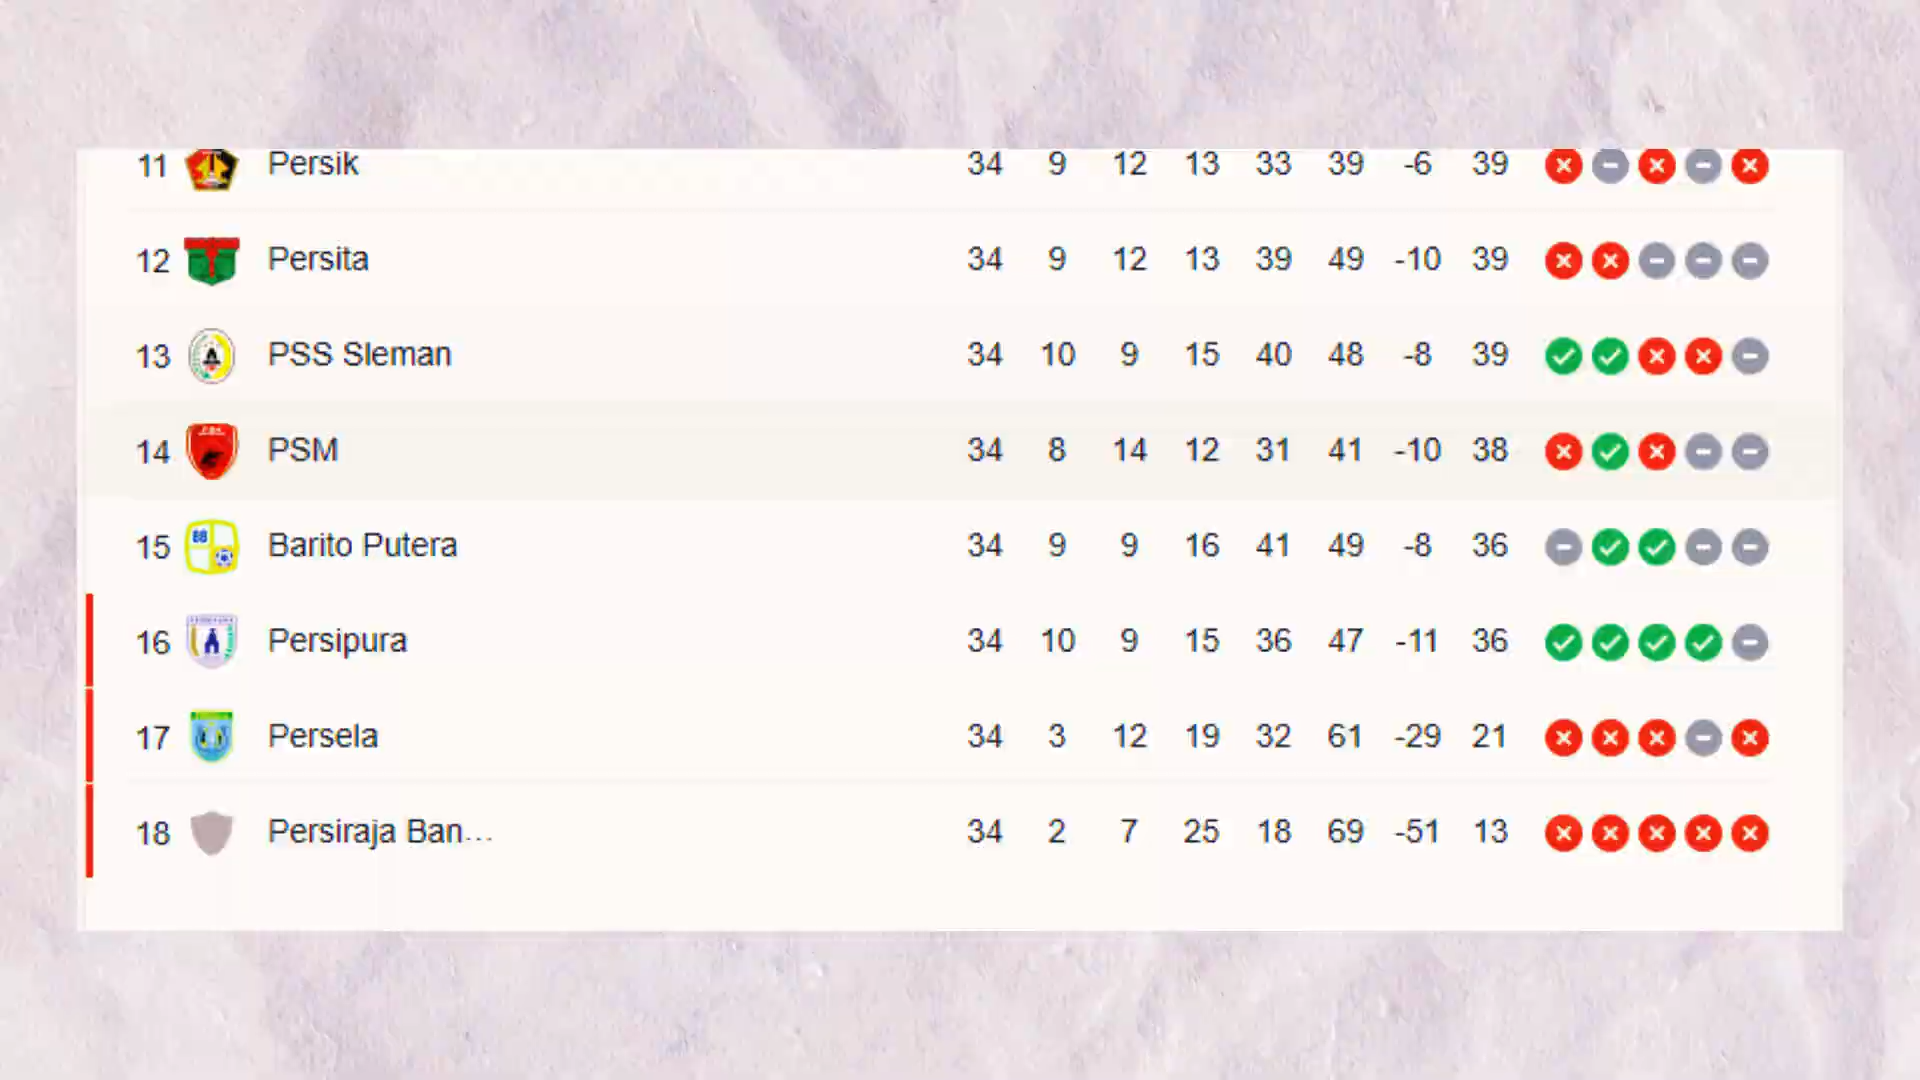 11 Persik 34 9 12 13 33 39 -6 39
12 Persita 34 9 12 13 39 49 -10 39
13 PSS Sleman 34 10 9 15 40 48 -8 39
14 PSM 34 8 14 12 31 41 -10 38
15 88 Barito Putera 34 9 9 16 41 49 -8 36
16 Persipura 34 10 9 15 36 47 -11 36
17 Persela 34 3 12 19 32 61 -29 21
18 Persiraja Ban... 34 2 7 25 18 69 -51 13